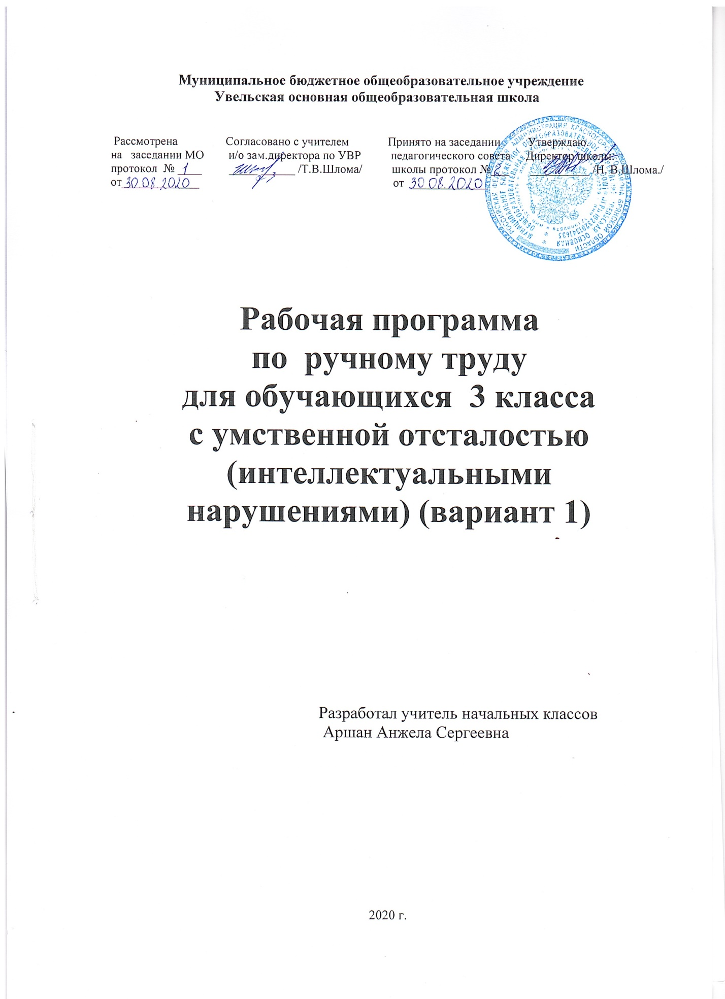 Муниципальное бюджетное общеобразовательное учреждение
Увельская основная общеобразовательная школа
Рассмотрена
на заседании МО
протокол № 1
от 30.08.2020
Согласовано с учителем
и/о зам.директора по УВР
/Т.В.Шлома/
Принято на заседании
педагогического совета
школы протокол № 2
от 30.08.2020
Утверждаю.
Директор школы:
/Н. В.Шлома./
Рабочая программа
по ручному труду
для обучающихся 3 класса
с умственной отсталостью
(интеллектуальными
нарушениями) (вариант 1)
Разработал учитель начальных классов
Аршан Анжела Сергеевна
2020 г.